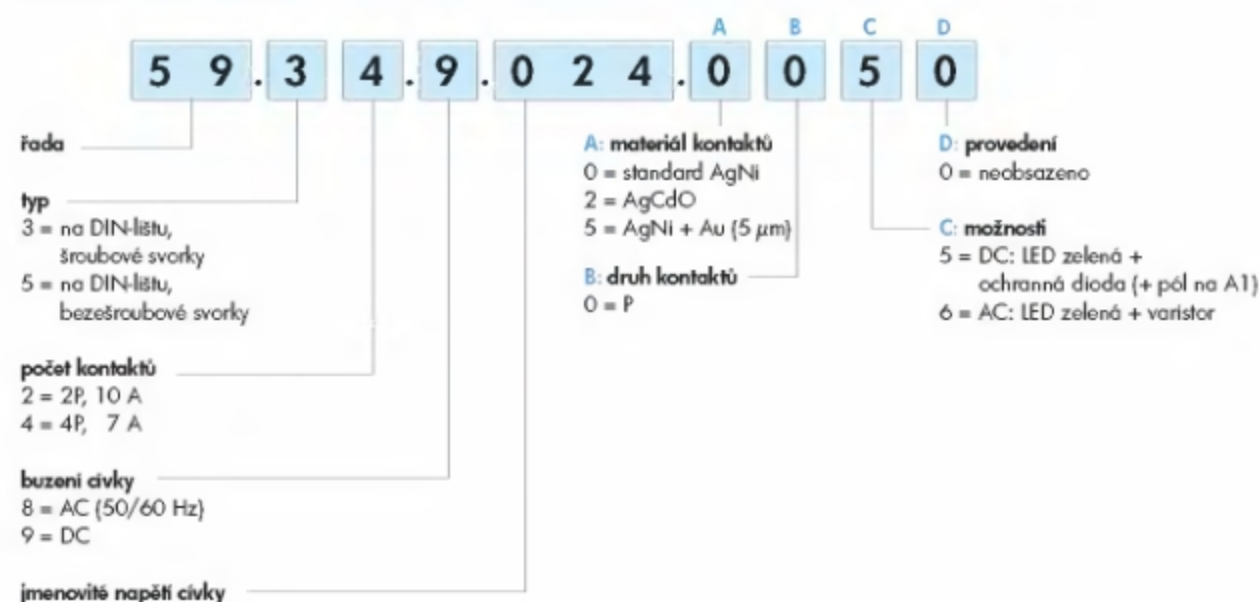 A B C D
5 9 . 3 4 . 9 . 0 2 4 . 0 0 5 0
řada
typ
3 = na DIN-lištu,
šroubové svorky
5 = na DIN-lištu,
bezešroubové svorky
počet kontaktů
2 = 2P, 10 A
4 = 4P, 7 A
buzení cívky
8 = AC (50/60 Hz)
9 = DC
jmenovité napětí cívky
A: materiál kontaktů
0 = standard AgNi
2 = AgCdO
5 = AgNi + Au (5 µm)
B: druh kontaktů
0 = P
D: provedení
0 = neobsazeno
C: možnosti
5 = DC: LED zelená +
ochranná dioda (+ pól na A1)
6 = AC: LED zelená + varistor